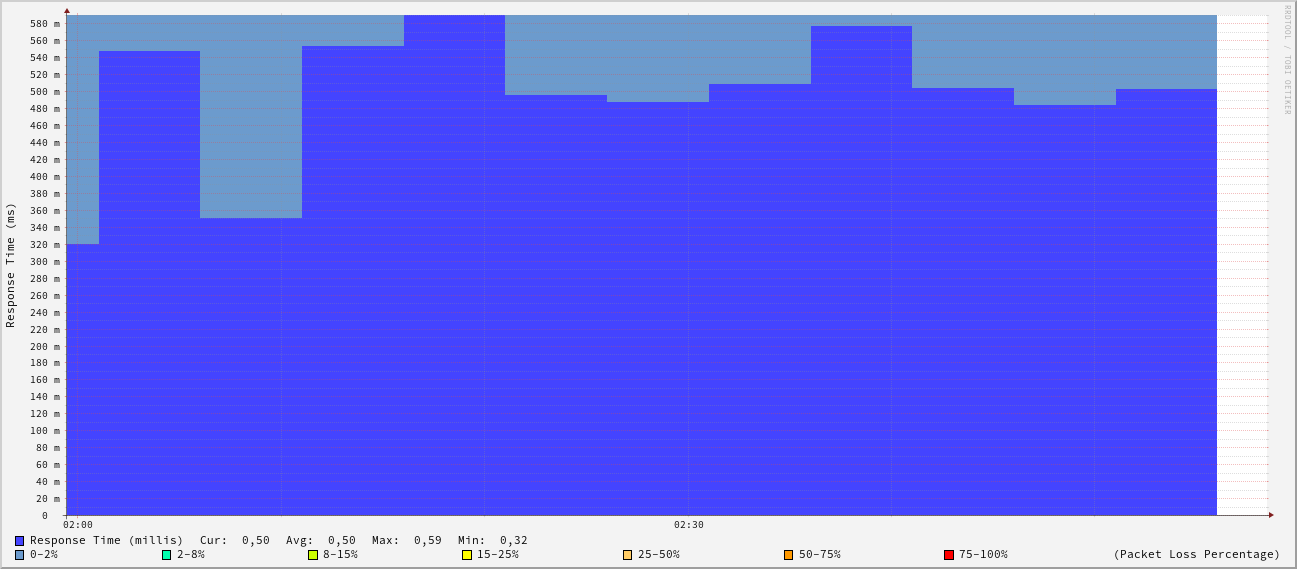 RRDTOOL / TOBI OETIKER
Response Time (ms)
580 m
560 m
540 m
520 m
500 m
480 m
460 m
440 m
420 m
400 m
380 m
360 m
340 m
320 m
300 m
280 m
260 m
240 m
220 m
200 m
180 m
160 m
140 m
120 m
100 m
80 m
60 m
40 m
20 m
0
02:00 02:30
Response Time (millis) Cur: 0,50 Avg: 0,50 Max: 0,59 Min: 0,32
0-2% 2-8% 8-15% 15-25% 25-50% 50-75% 75-100% (Packet Loss Percentage)